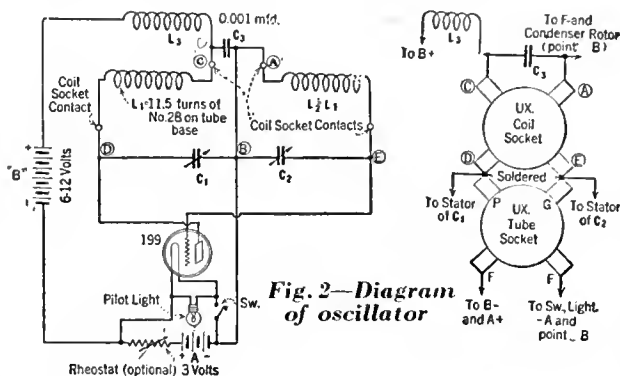 0.001 mfd.
L3
C3
C
A
L1-11.5 turns of
No.28 on tube
base
L2 = L1
Coil Socket
Contact
Coil Socket Contacts
D
B
E
C1
C2
+
"B"
6-12 Volts
-
199
Pilot Light
Sw.
+ A -
Rheostat (optional) 3 Volts
Fig. 2—Diagram
of oscillator
L3
To B+
To F- and
Condenser Rotor
(point B)
C3
C
A
UX.
Coil
Socket
D
E
Soldered
To Stator
of C1
P
G
To Stator
of C2
UX.
Tube
Socket
F
F
To B-
and A+
To Sw., Light,
-A and
point B